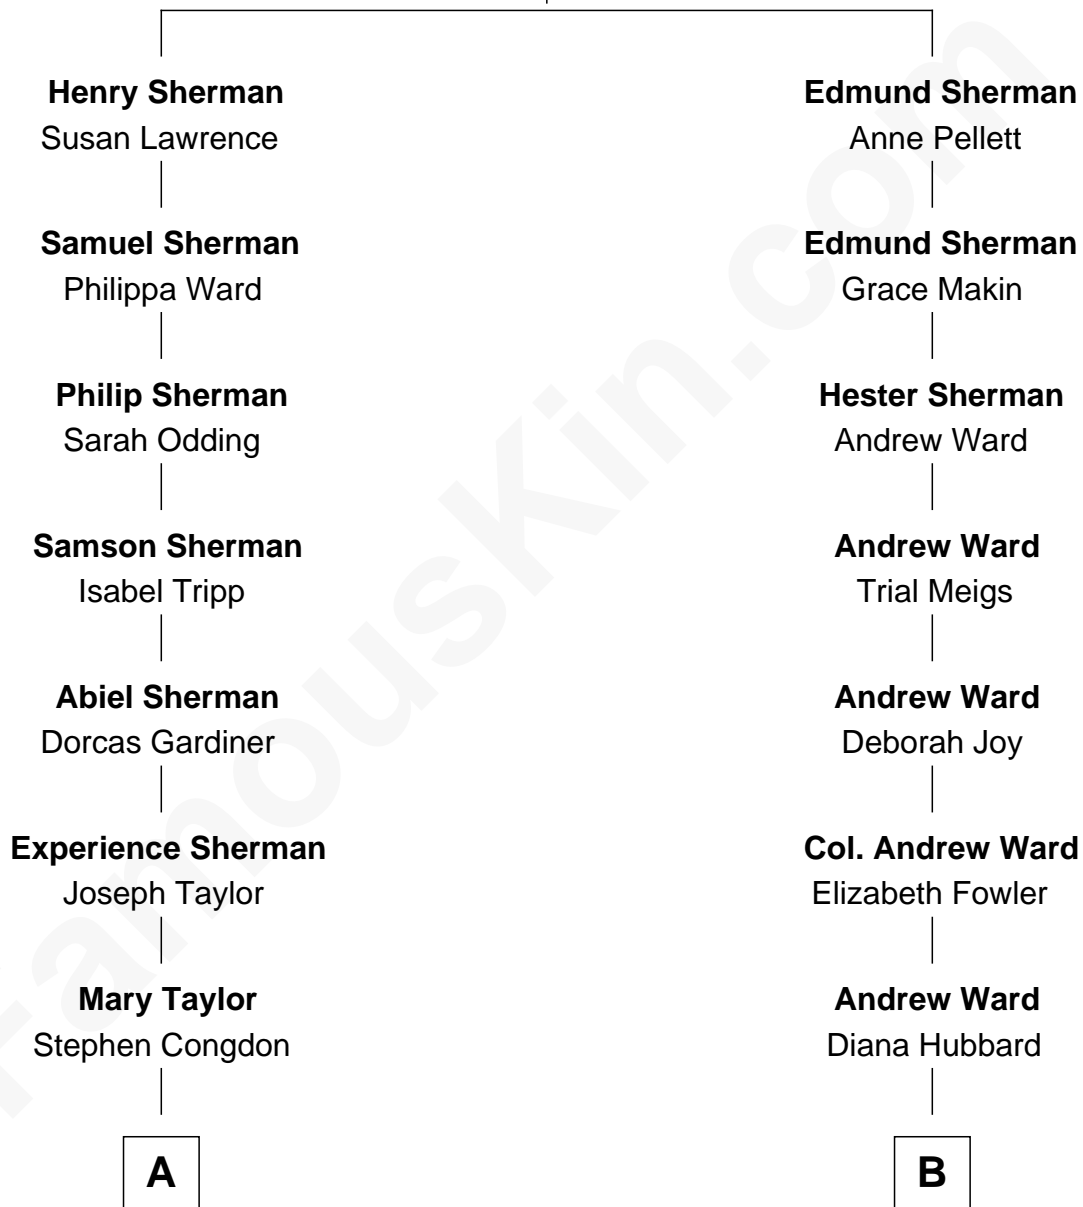 Henry Sherman
Susan Lawrence
Samuel Sherman
Philippa Ward
Philip Sherman
Sarah Odding
Samson Sherman
Isabel Tripp
Abiel Sherman
Dorcas Gardiner
Experience Sherman
Joseph Taylor
Mary Taylor
Stephen Congdon
A
Edmund Sherman
Anne Pellett
Edmund Sherman
Grace Makin
Hester Sherman
Andrew Ward
Andrew Ward
Trial Meigs
Andrew Ward
Deborah Joy
Col. Andrew Ward
Elizabeth Fowler
Andrew Ward
Diana Hubbard
B
FamousKin.com